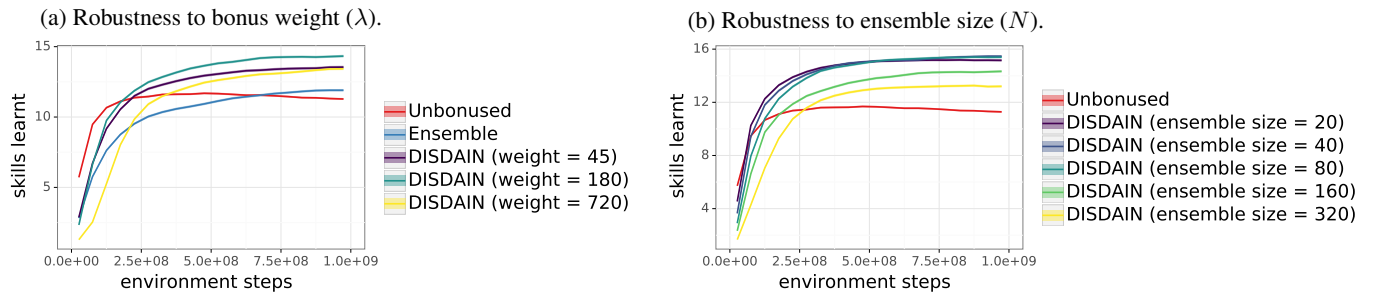 (a) Robustness to bonus weight (λ).
15
10
5
skills learnt
0.0e+00 2.5e+08 5.0e+08 7.5e+08 1.0e+09
environment steps
Unbonused
Ensemble
DISDAIN (weight = 45)
DISDAIN (weight = 180)
DISDAIN (weight = 720)
(b) Robustness to ensemble size (N).
16
12
8
4
skills learnt
0.0e+00 2.5e+08 5.0e+08 7.5e+08 1.0e+09
environment steps
Unbonused
DISDAIN (ensemble size = 20)
DISDAIN (ensemble size = 40)
DISDAIN (ensemble size = 80)
DISDAIN (ensemble size = 160)
DISDAIN (ensemble size = 320)